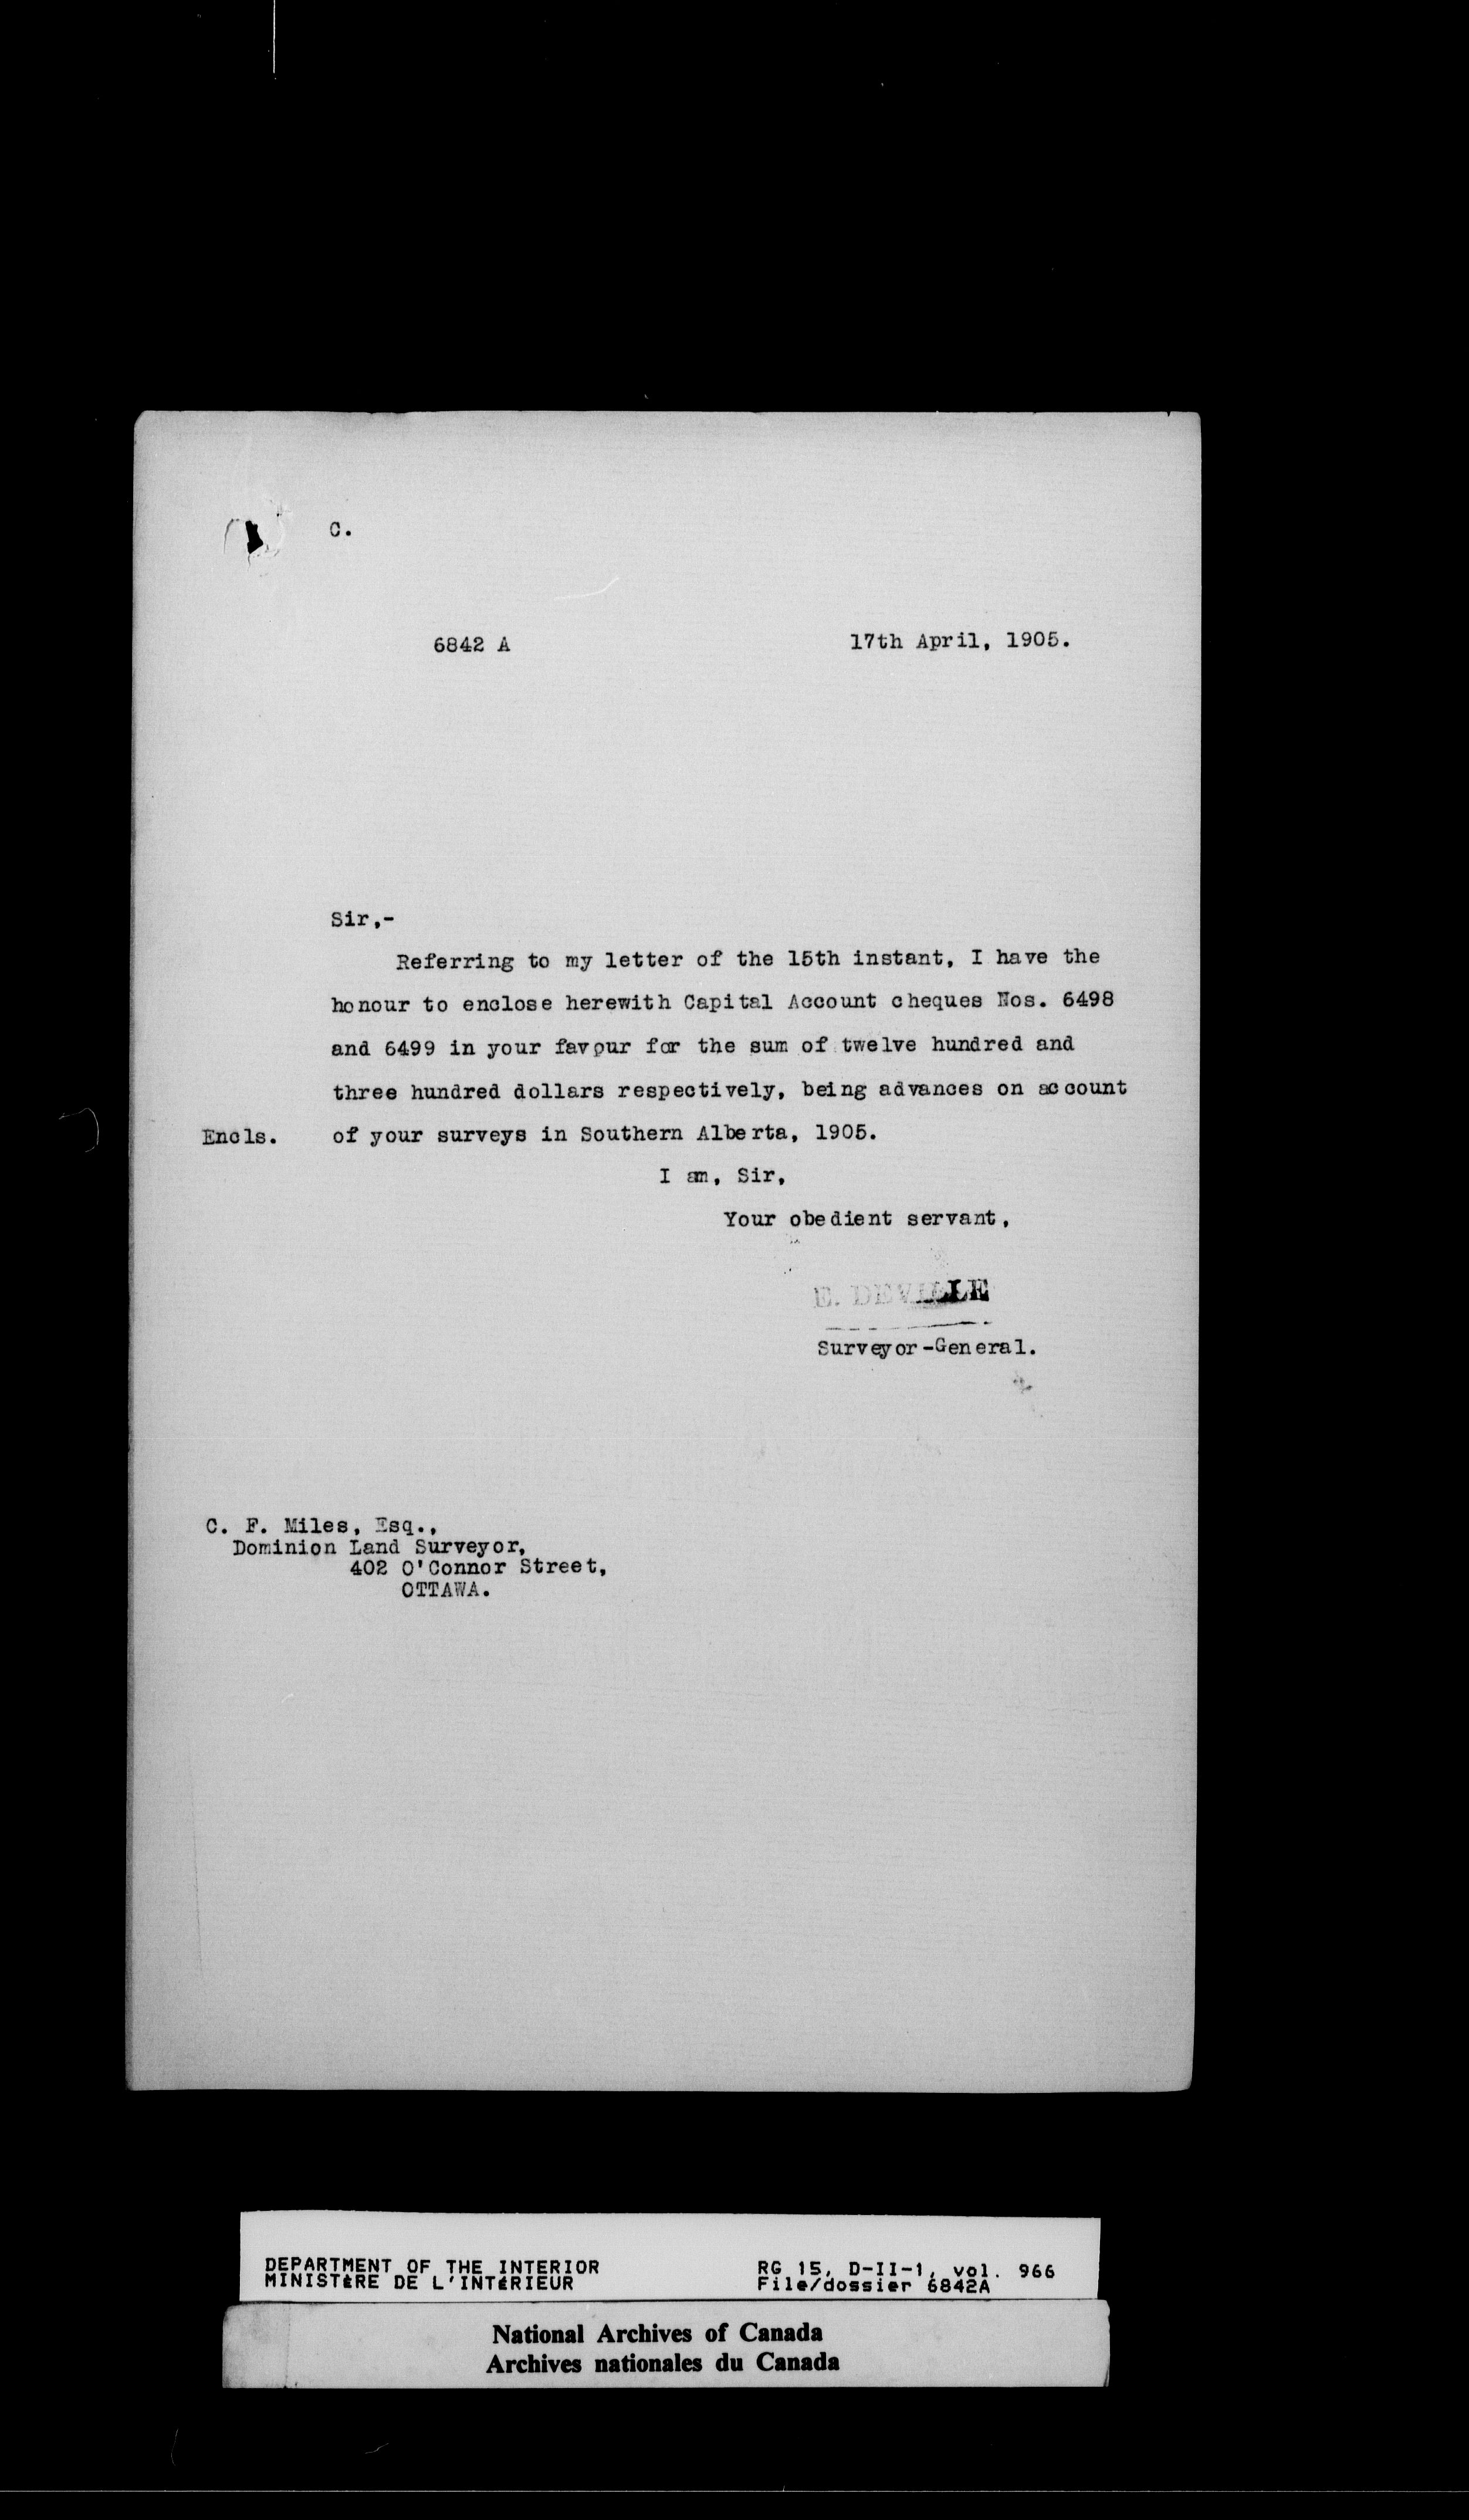 C.
6842 A 17th April, 1905.
Sir,-
Referring to my letter of the 15th instant, I have the
honour to enclose herewith Capital Account cheques Nos. 6498
and 6499 in your favour for the sum of twelve hundred and
three hundred dollars respectively, being advances on account
Encls. of your surveys in Southern Alberta, 1905.
I am, Sir,
Your obedient servant,
E. DEVILLE
Surveyor-General.
C. F. Miles, Esq.,
Dominion Land Surveyor,
402 O'Connor Street,
OTTAWA.
DEPARTMENT OF THE INTERIOR RG 15, D-II-1, vol. 966
MINISTÈRE DE L'INTÉRIEUR File/dossier 6842A
National Archives of Canada
Archives nationales du Canada